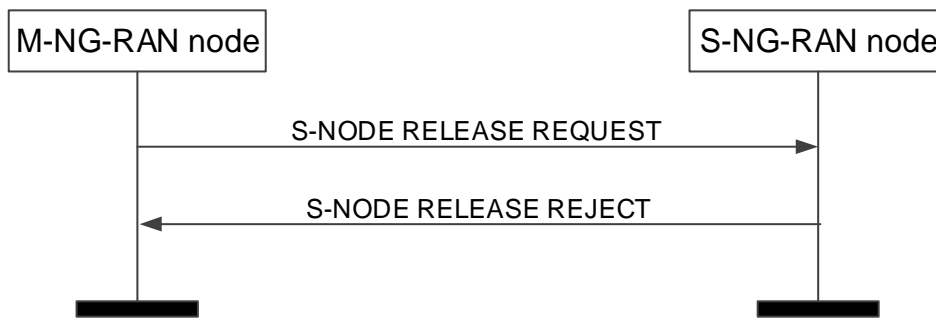 M-NG-RAN node
S-NG-RAN node
S-NODE RELEASE REQUEST
S-NODE RELEASE REJECT